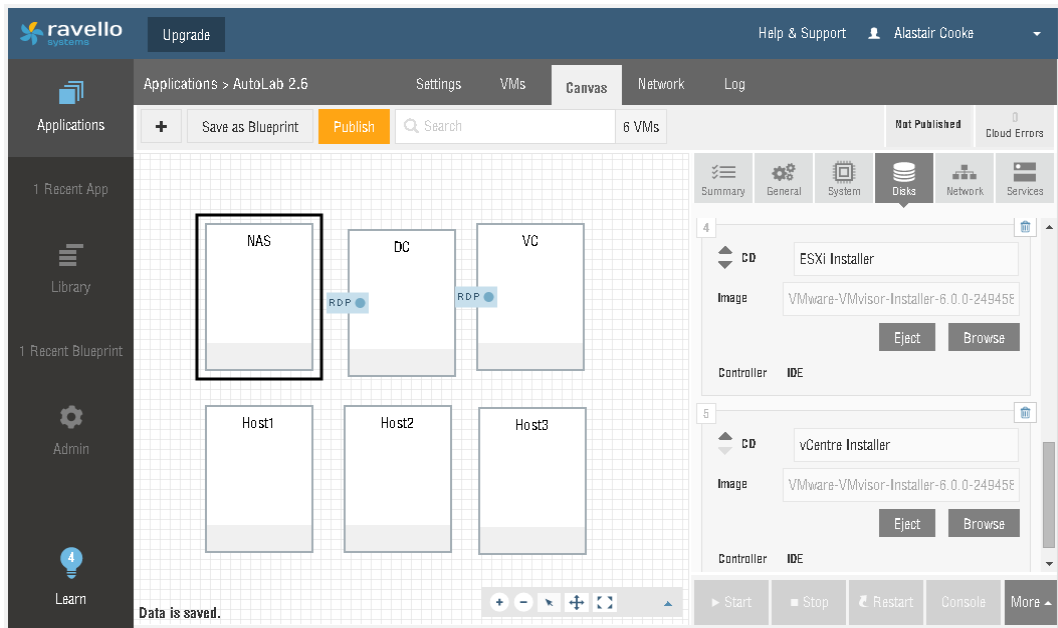 ravello
systems
Upgrade
Help & Support
Alastair Cooke
Applications > AutoLab 2.6
Settings
VMs
Canvas
Network
Log
Applications
1 Recent App
Library
1 Recent Blueprint
Admin
4
Learn
+
Save as Blueprint
Publish
Search
6 VMs
Not Published
0
Cloud Errors
NAS
DC
VC
RDP
RDP
Host1
Host2
Host3
Data is saved.
Summary
General
System
Disks
Network
Services
4
CD
ESXi Installer
Image
VMware-VMvisor-Installer-6.0.0-249458
Eject
Browse
Controller
IDE
5
CD
vCentre Installer
Image
VMware-VMvisor-Installer-6.0.0-249458
Eject
Browse
Controller
IDE
Start
Stop
Restart
Console
More